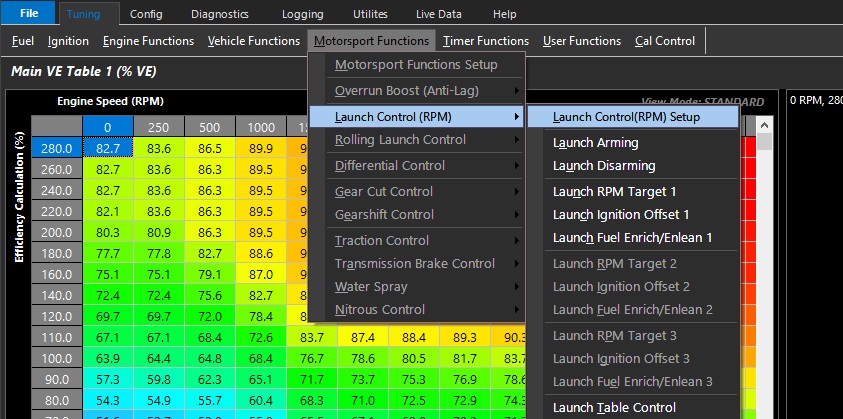 File Tuning Config Diagnostics Logging Utilites Live Data Help
Fuel Ignition Engine Functions Vehicle Functions Motorsport Functions Timer Functions User Functions Cal Control
Main VE Table 1 (% VE)
Engine Speed (RPM)
View Mode: STANDARD
0 RPM, 280
Efficiency Calculation (%)
0 250 500 1000
280.0 82.7 83.6 86.5 89.9
260.0 82.7 83.6 86.3 89.5
240.0 82.7 83.6 86.3 89.5
220.0 82.1 83.6 86.3 89.5
200.0 80.3 80.9 86.3 89.5
180.0 77.7 77.8 82.7 88.6
160.0 75.1 75.1 79.1 87.0
140.0 72.4 72.4 75.6 82.7
120.0 69.7 69.7 72.0 78.4
110.0 67.1 67.1 68.4 72.6 83.7 87.4 88.4 89.3 90.3
100.0 63.9 64.4 64.8 68.4 76.7 78.6 80.5 81.7 83.7
90.0 57.3 59.8 62.3 65.1 71.7 73.7 75.3 76.9 78.6
80.0 54.3 54.9 55.7 60.7 68.3 71.0 72.5 72.9
Motorsport Functions Setup
Overrun Boost (Anti-Lag)
Launch Control (RPM)
Rolling Launch Control
Differential Control
Gear Cut Control
Gearshift Control
Traction Control
Transmission Brake Control
Water Spray
Nitrous Control
Launch Control(RPM) Setup
Launch Arming
Launch Disarming
Launch RPM Target 1
Launch Ignition Offset 1
Launch Fuel Enrich/Enlean 1
Launch RPM Target 2
Launch Ignition Offset 2
Launch Fuel Enrich/Enlean 2
Launch RPM Target 3
Launch Ignition Offset 3
Launch Fuel Enrich/Enlean 3
Launch Table Control